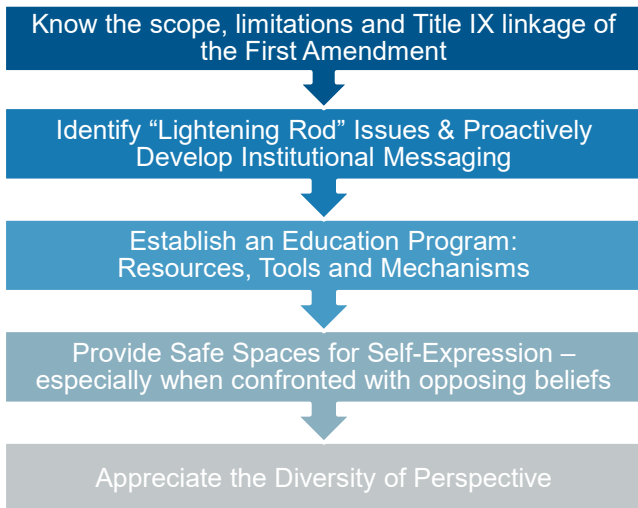 Know the scope, limitations and Title IX linkage of
the First Amendment
Identify “Lightening Rod” Issues & Proactively
Develop Institutional Messaging
Establish an Education Program:
Resources, Tools and Mechanisms
Provide Safe Spaces for Self-Expression –
especially when confronted with opposing beliefs
Appreciate the Diversity of Perspective